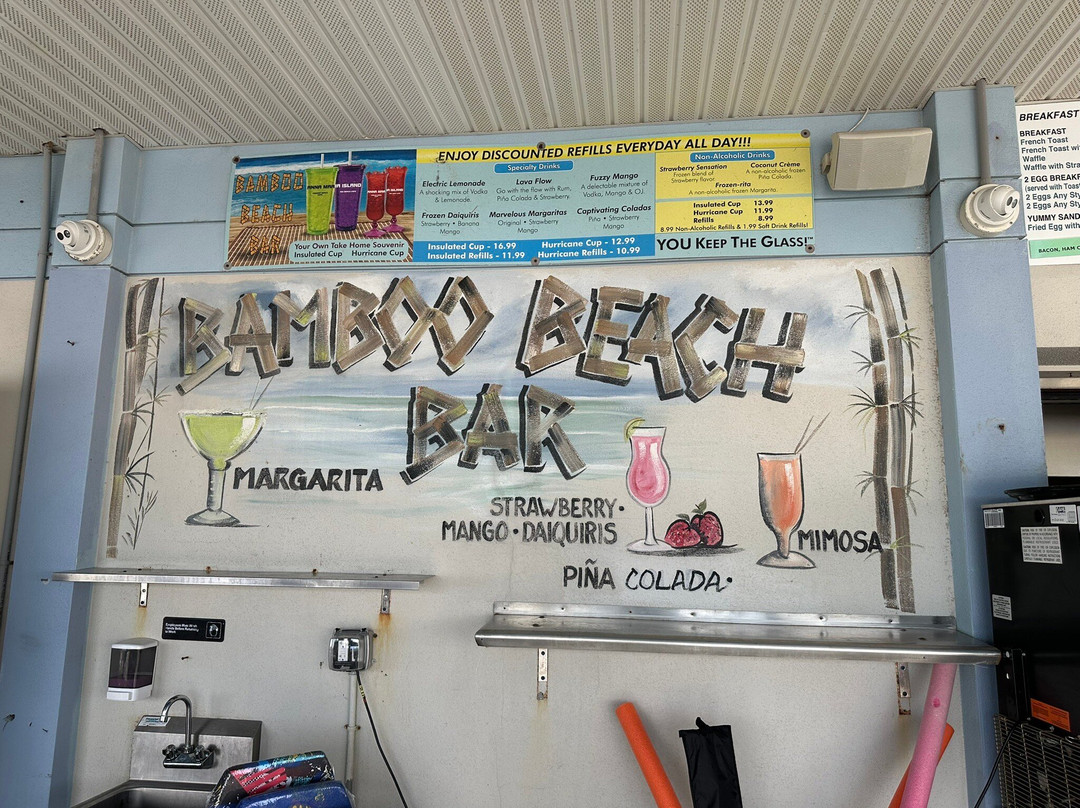 ENJOY DISCOUNTED REFILLS EVERYDAY ALL DAY!!!
BAMBOO
BEACH
BAR
Your Own Take Home Souvenir
Insulated Cup Hurricane Cup
Specialty Drinks
Electric Lemonade
A shocking mix of Vodka
& Lemonade.
Lava Flow
Go with the flow with Rum,
Piña Colada & Strawberry.
Fuzzy Mango
A delectable mixture of
Vodka, Mango & O.J.
Frozen Daiquiris
Strawberry • Banana
Mango
Marvelous Margaritas
Original • Strawberry
Mango
Captivating Coladas
Piña • Strawberry
Mango
Insulated Cup - 16.99
Insulated Refills - 11.99
Hurricane Cup - 12.99
Hurricane Refills - 10.99
Non-Alcoholic Drinks
Strawberry Sensation
Frozen blend of
Strawberry flavor.
Coconut Crème
A non-alcoholic frozen
Piña Colada.
Frozen-rita
A non-alcoholic frozen Margarita.
Insulated Cup 13.99
Hurricane Cup 11.99
Refills 8.99
8.99 Non-Alcoholic Refills & 1.99 Soft Drink Refills!
YOU KEEP THE GLASS!
BREAKFAST
BREAKFAST
French Toast
Waffle
Waffle with
2 EGG
(served with
2 Eggs Any
2 Eggs Any
YUMMY
Fried Egg
BACON, HAM
BAMBOO BEACH
BAR
MARGARITA
STRAWBERRY•
MANGO•DAIQUIRIS
MIMOSA
PIÑA COLADA•